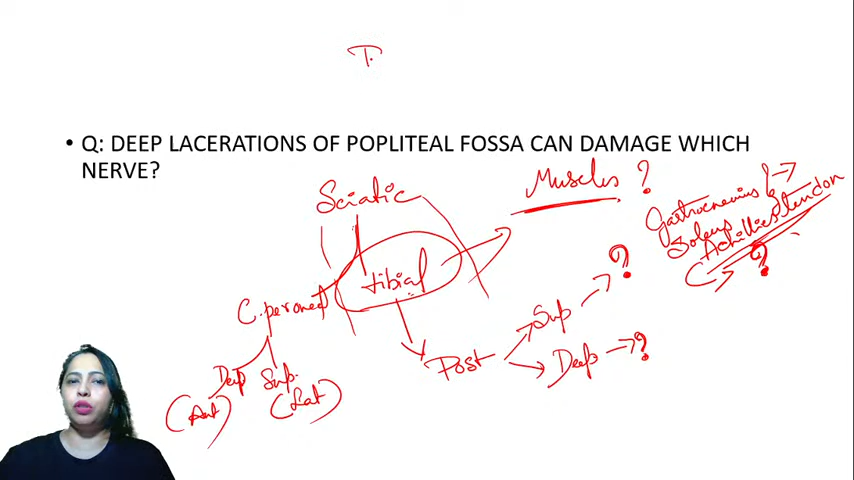 T.
• Q: DEEP LACERATIONS OF POPLITEAL FOSSA CAN DAMAGE WHICH
NERVE?
Sciatic
Muscles ?
Gastrocnemius &
Soleus
Achilles tendon
?
tibial
C. peroneal
Post
Sup ?
Deep ?
Deep Sup.
(Ant) (Lat)